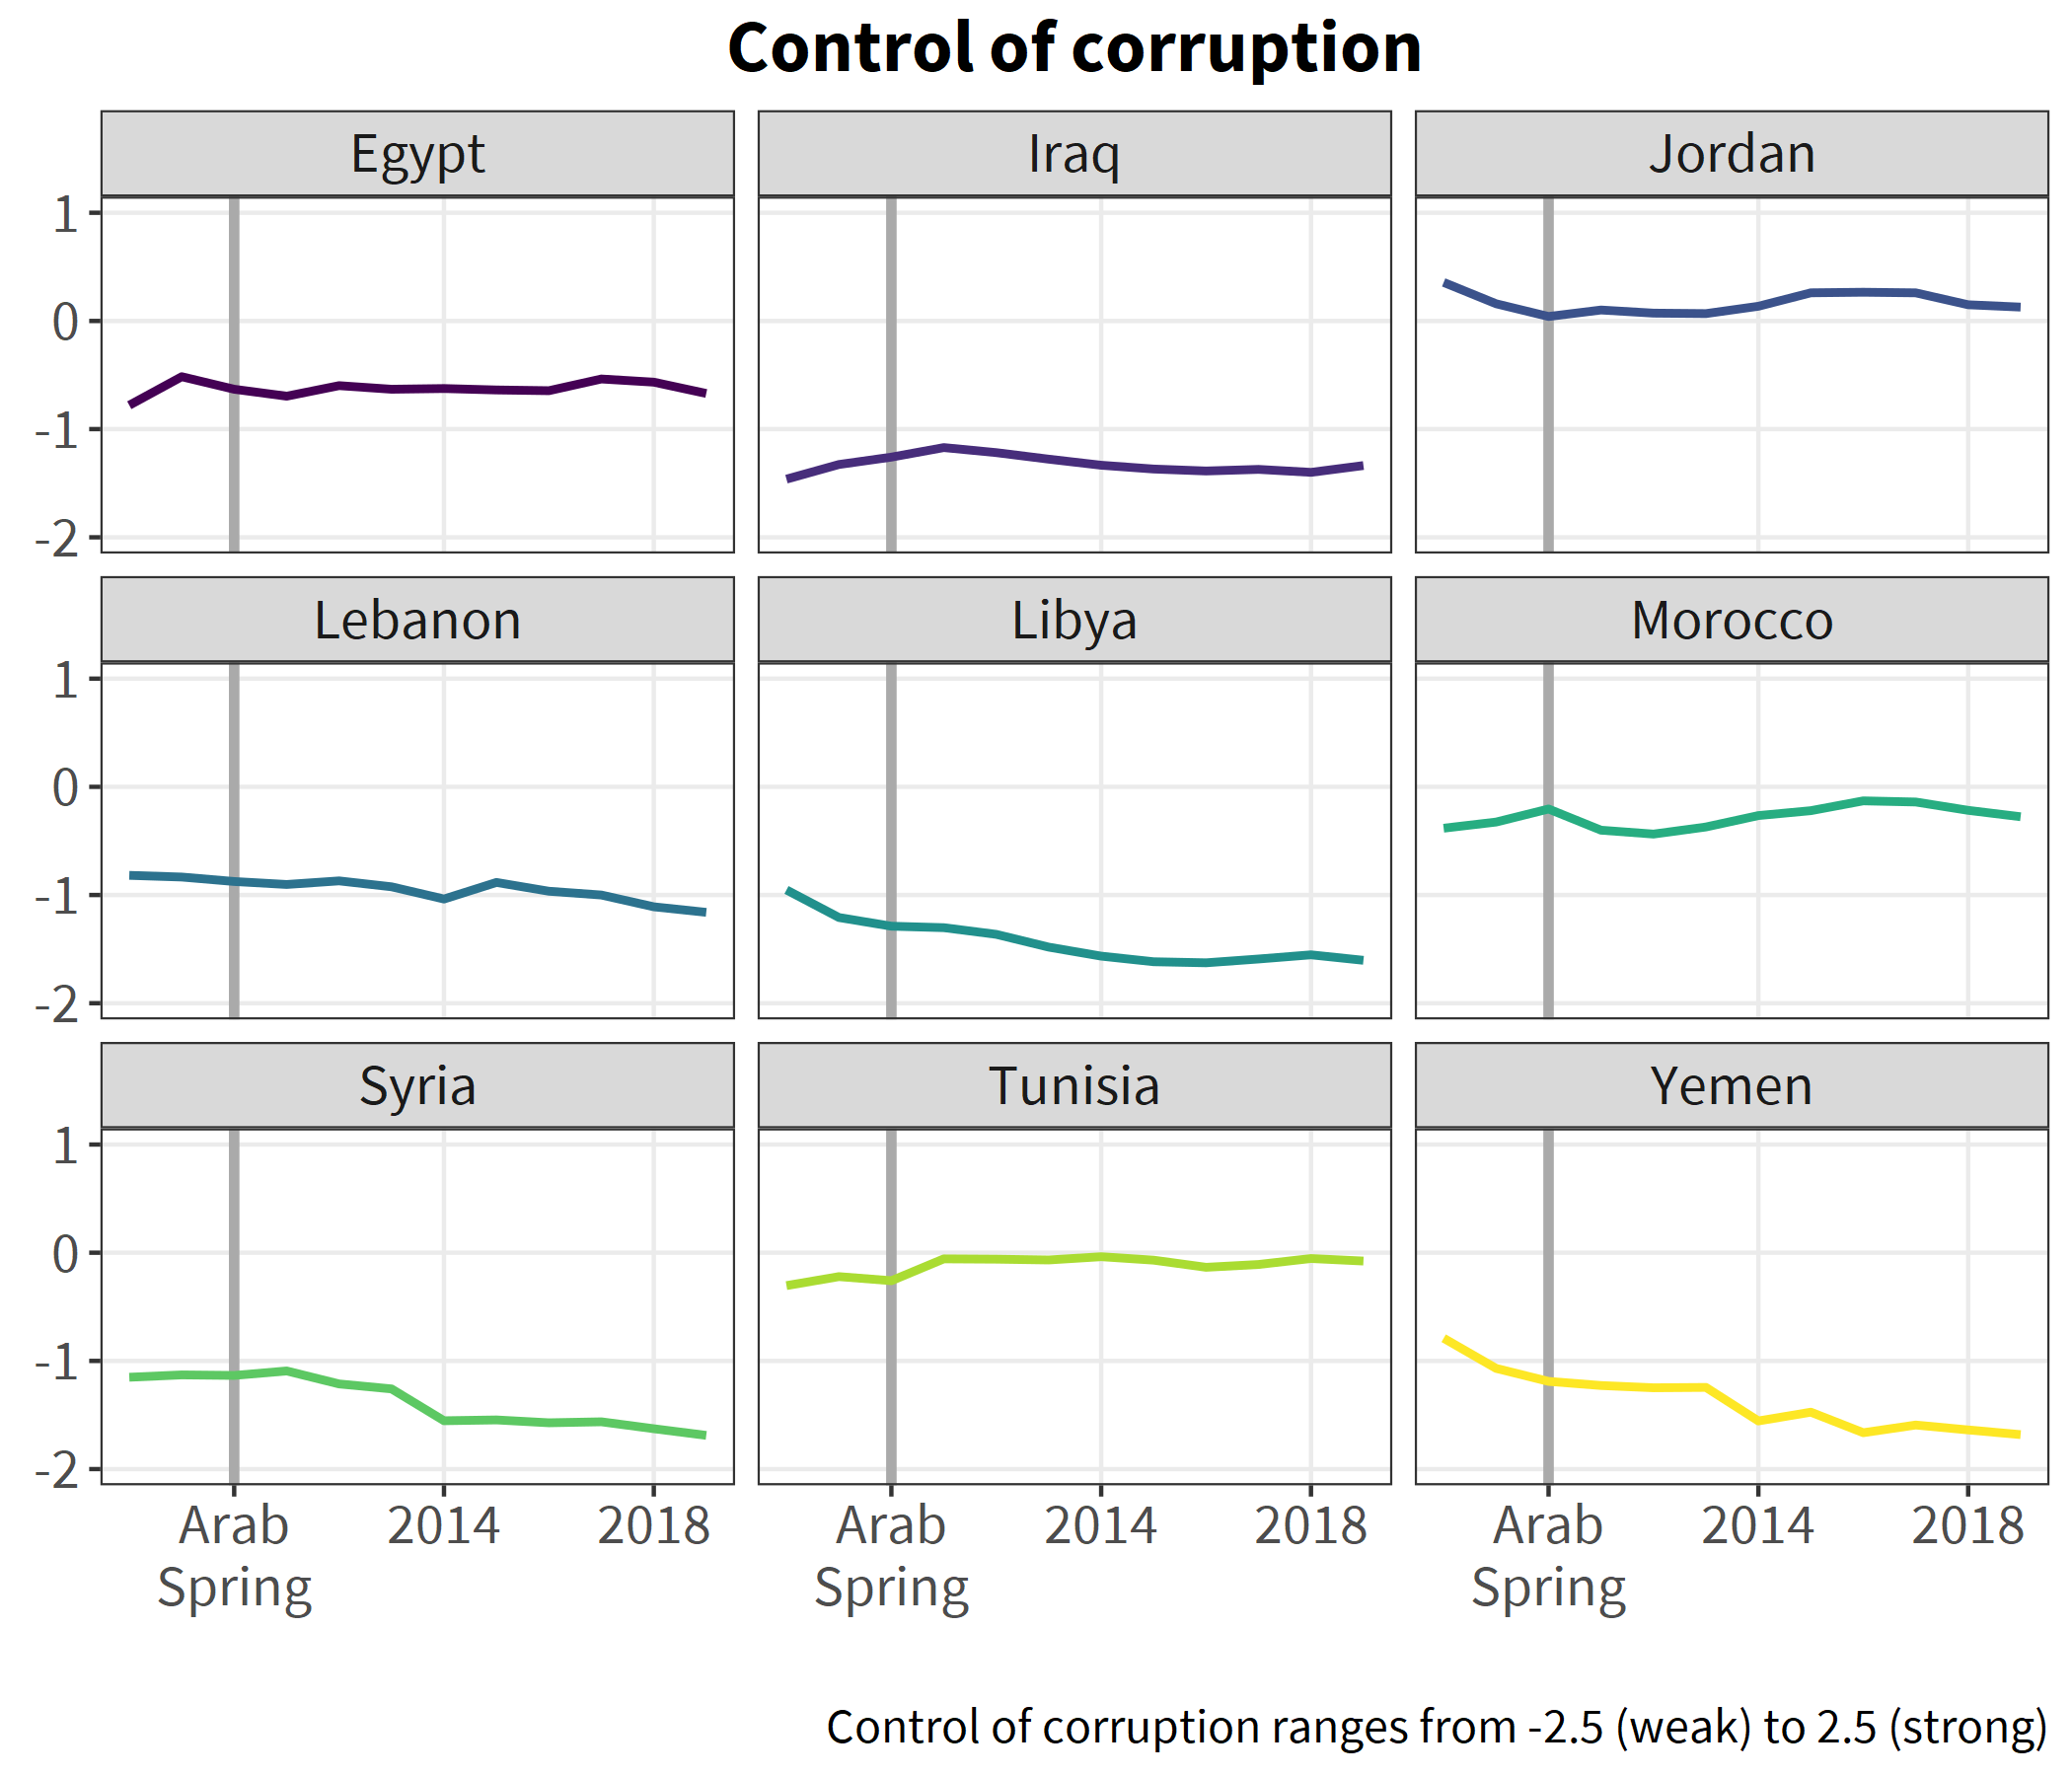 Control of corruption
Egypt
Iraq
Jordan
1
0
-1
-2
Lebanon
Libya
Morocco
1
0
-1
-2
Syria
Tunisia
Yemen
1
0
-1
-2
Arab
Spring
2014
2018
Arab
Spring
2014
2018
Arab
Spring
2014
2018
Control of corruption ranges from -2.5 (weak) to 2.5 (strong)